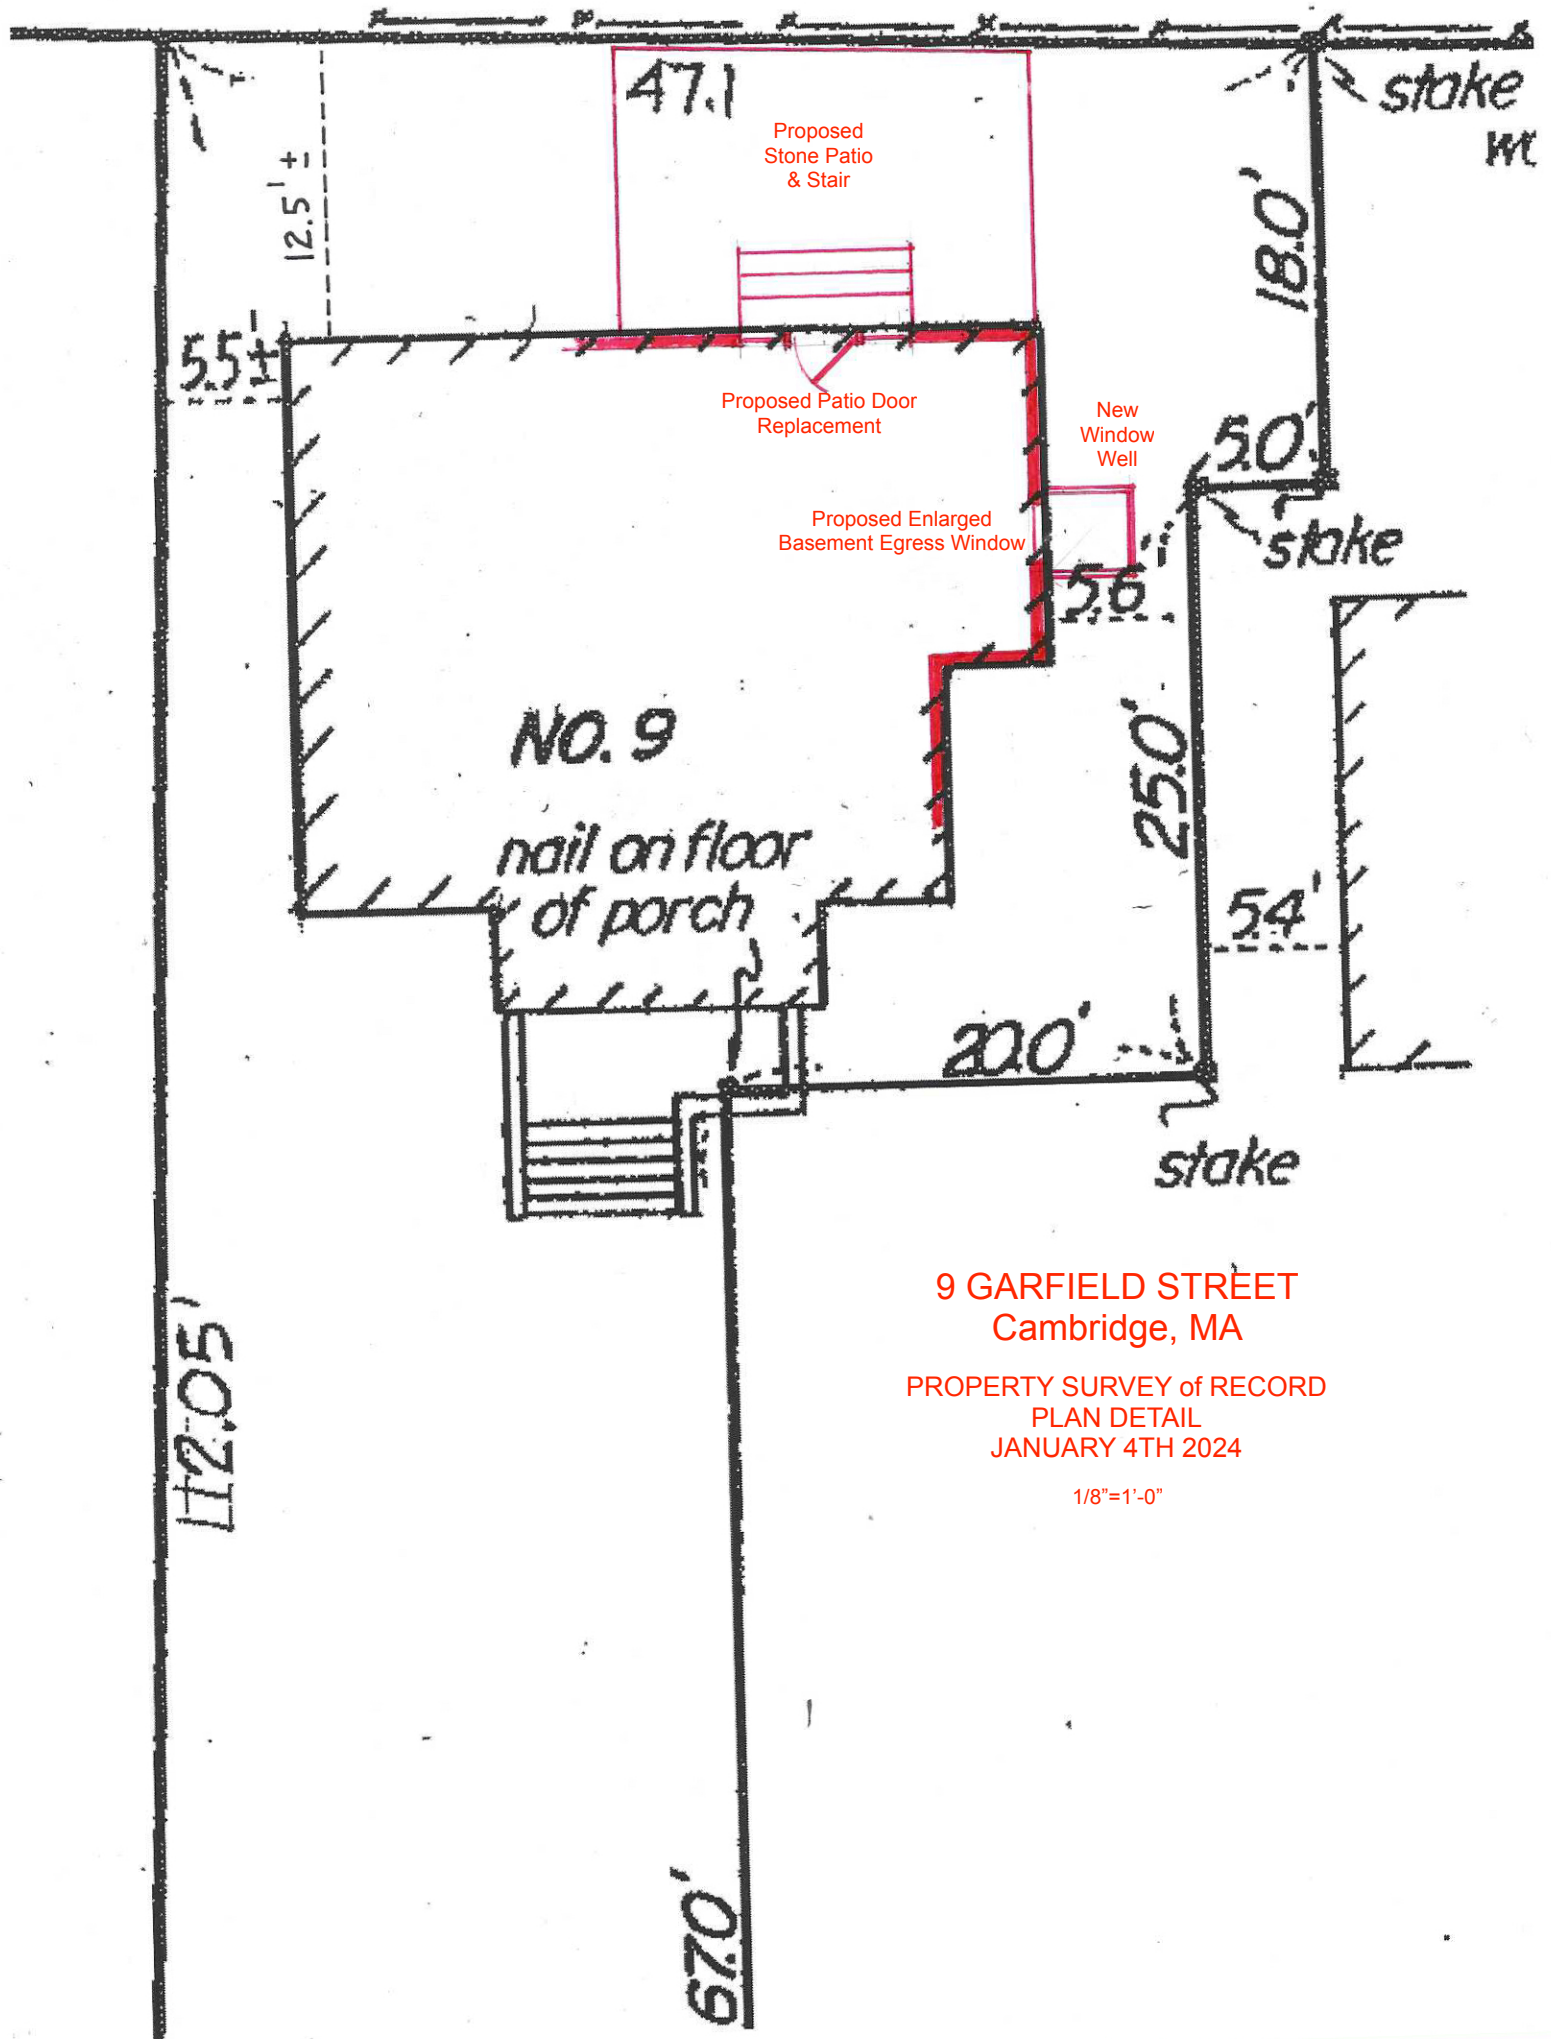 47.1
stake
Proposed
Stone Patio
& Stair
12.5'±
18.0'
5.5'±
Proposed Patio Door
Replacement
New
Window
Well
5.0'
stake
Proposed Enlarged
Basement Egress Window
5.6'
NO. 9
25.0'
nail on floor
of porch
5.4'
20.0'
stake
9 GARFIELD STREET
Cambridge, MA
PROPERTY SURVEY of RECORD
PLAN DETAIL
JANUARY 4TH 2024
1/8"=1'-0"
112.05'
67.0'